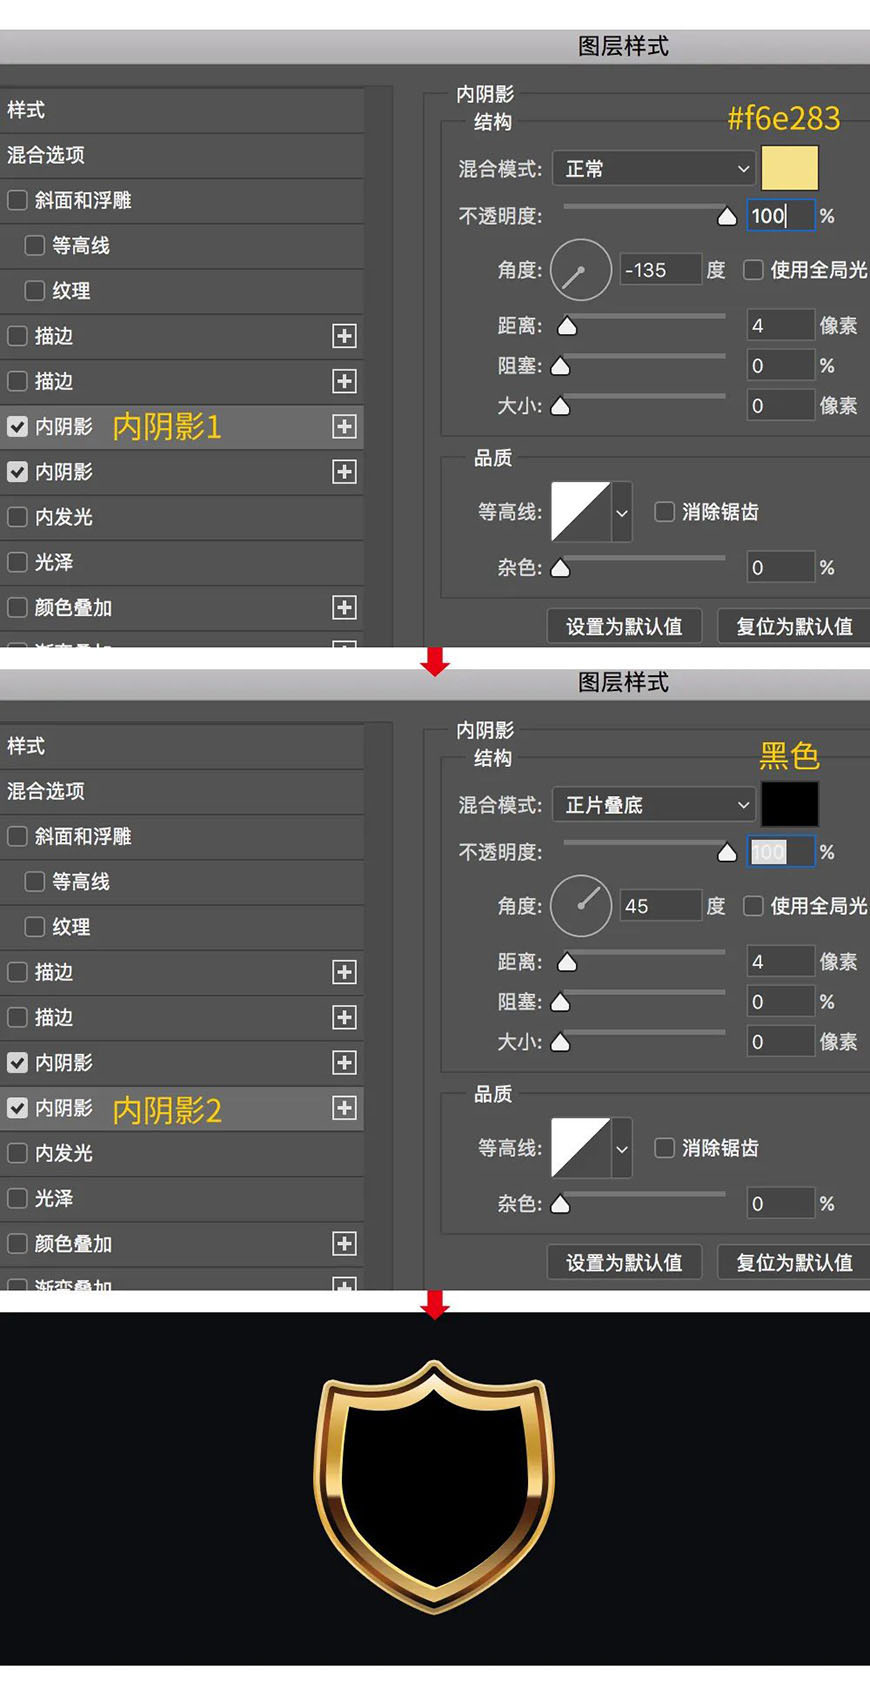 图层样式
样式
混合选项
斜面和浮雕
等高线
纹理
描边
描边
内阴影 内阴影1
内阴影
内发光
光泽
颜色叠加
渐变叠加
内阴影
结构
#f6e283
混合模式: 正常
不透明度: 100 %
角度: -135 度 使用全局光
距离: 4 像素
阻塞: 0 %
大小: 0 像素
品质
等高线: 消除锯齿
杂色: 0 %
设置为默认值 复位为默认值
图层样式
样式
混合选项
斜面和浮雕
等高线
纹理
描边
描边
内阴影
内阴影 内阴影2
内发光
光泽
颜色叠加
渐变叠加
内阴影
结构
黑色
混合模式: 正片叠底
不透明度: 100 %
角度: 45 度 使用全局光
距离: 4 像素
阻塞: 0 %
大小: 0 像素
品质
等高线: 消除锯齿
杂色: 0 %
设置为默认值 复位为默认值